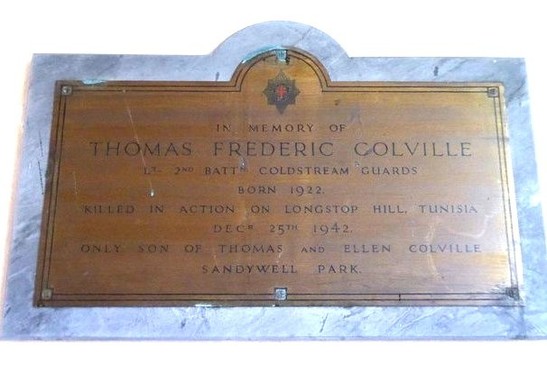 IN MEMORY OF
THOMAS FREDERIC COLVILLE
LT. 2ND BATTN COLDSTREAM GUARDS
BORN 1922.
KILLED IN ACTION ON LONGSTOP HILL, TUNISIA
DECR 25TH 1942.
ONLY SON OF THOMAS AND ELLEN COLVILLE
SANDYWELL PARK.